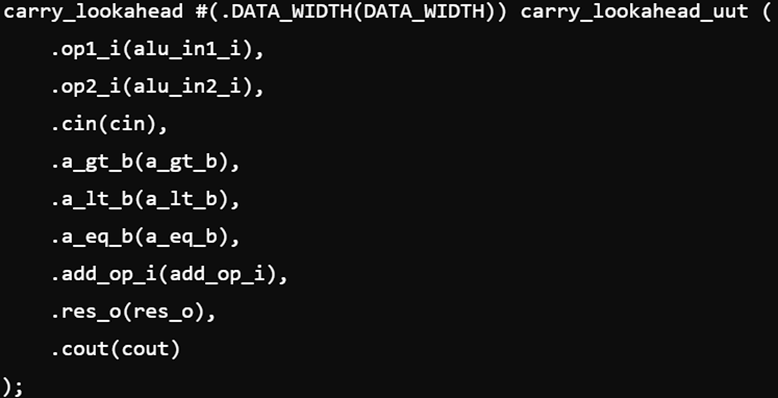 carry_lookahead #(.DATA_WIDTH(DATA_WIDTH)) carry_lookahead_uut (
    .op1_i(alu_in1_i),
    .op2_i(alu_in2_i),
    .cin(cin),
    .a_gt_b(a_gt_b),
    .a_lt_b(a_lt_b),
    .a_eq_b(a_eq_b),
    .add_op_i(add_op_i),
    .res_o(res_o),
    .cout(cout)
);